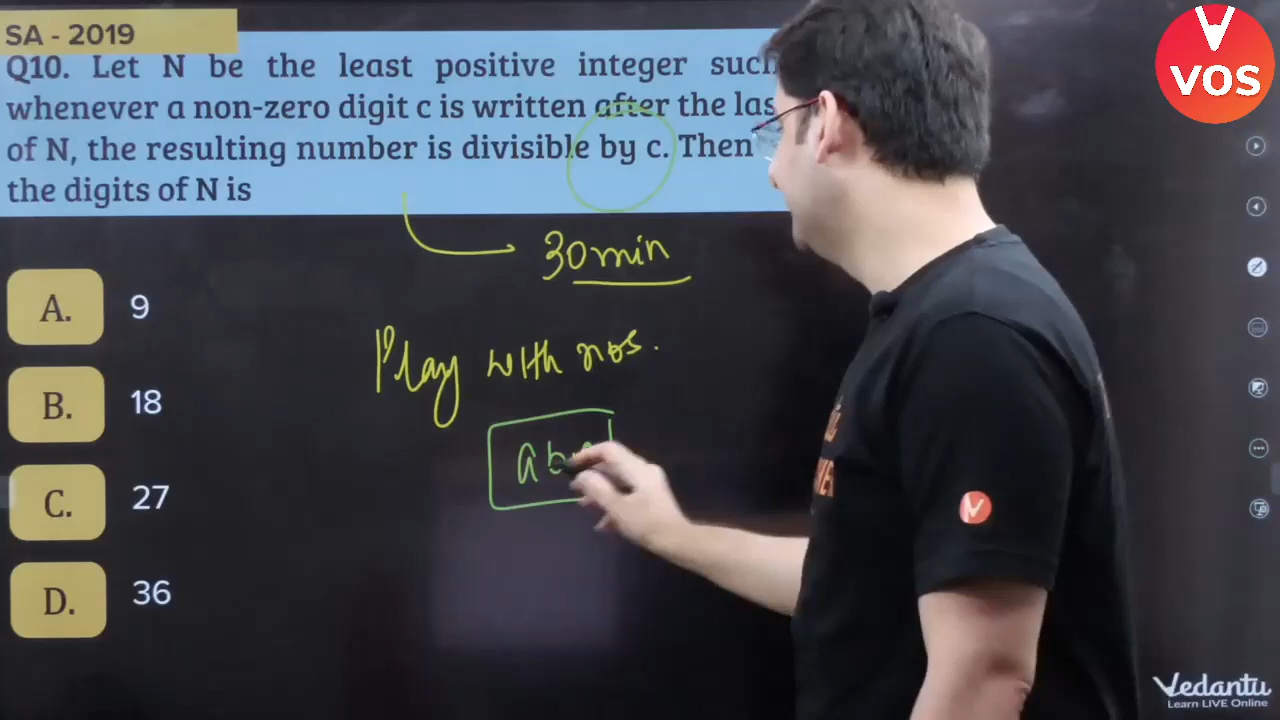 SA - 2019
Q10. Let N be the least positive integer such
whenever a non-zero digit c is written after the las
of N, the resulting number is divisible by c. Then
the digits of N is
30min
A. 9
Play with nos.
B. 18
C. 27
D. 36
V
VOS
Vedantu
Learn LIVE Online